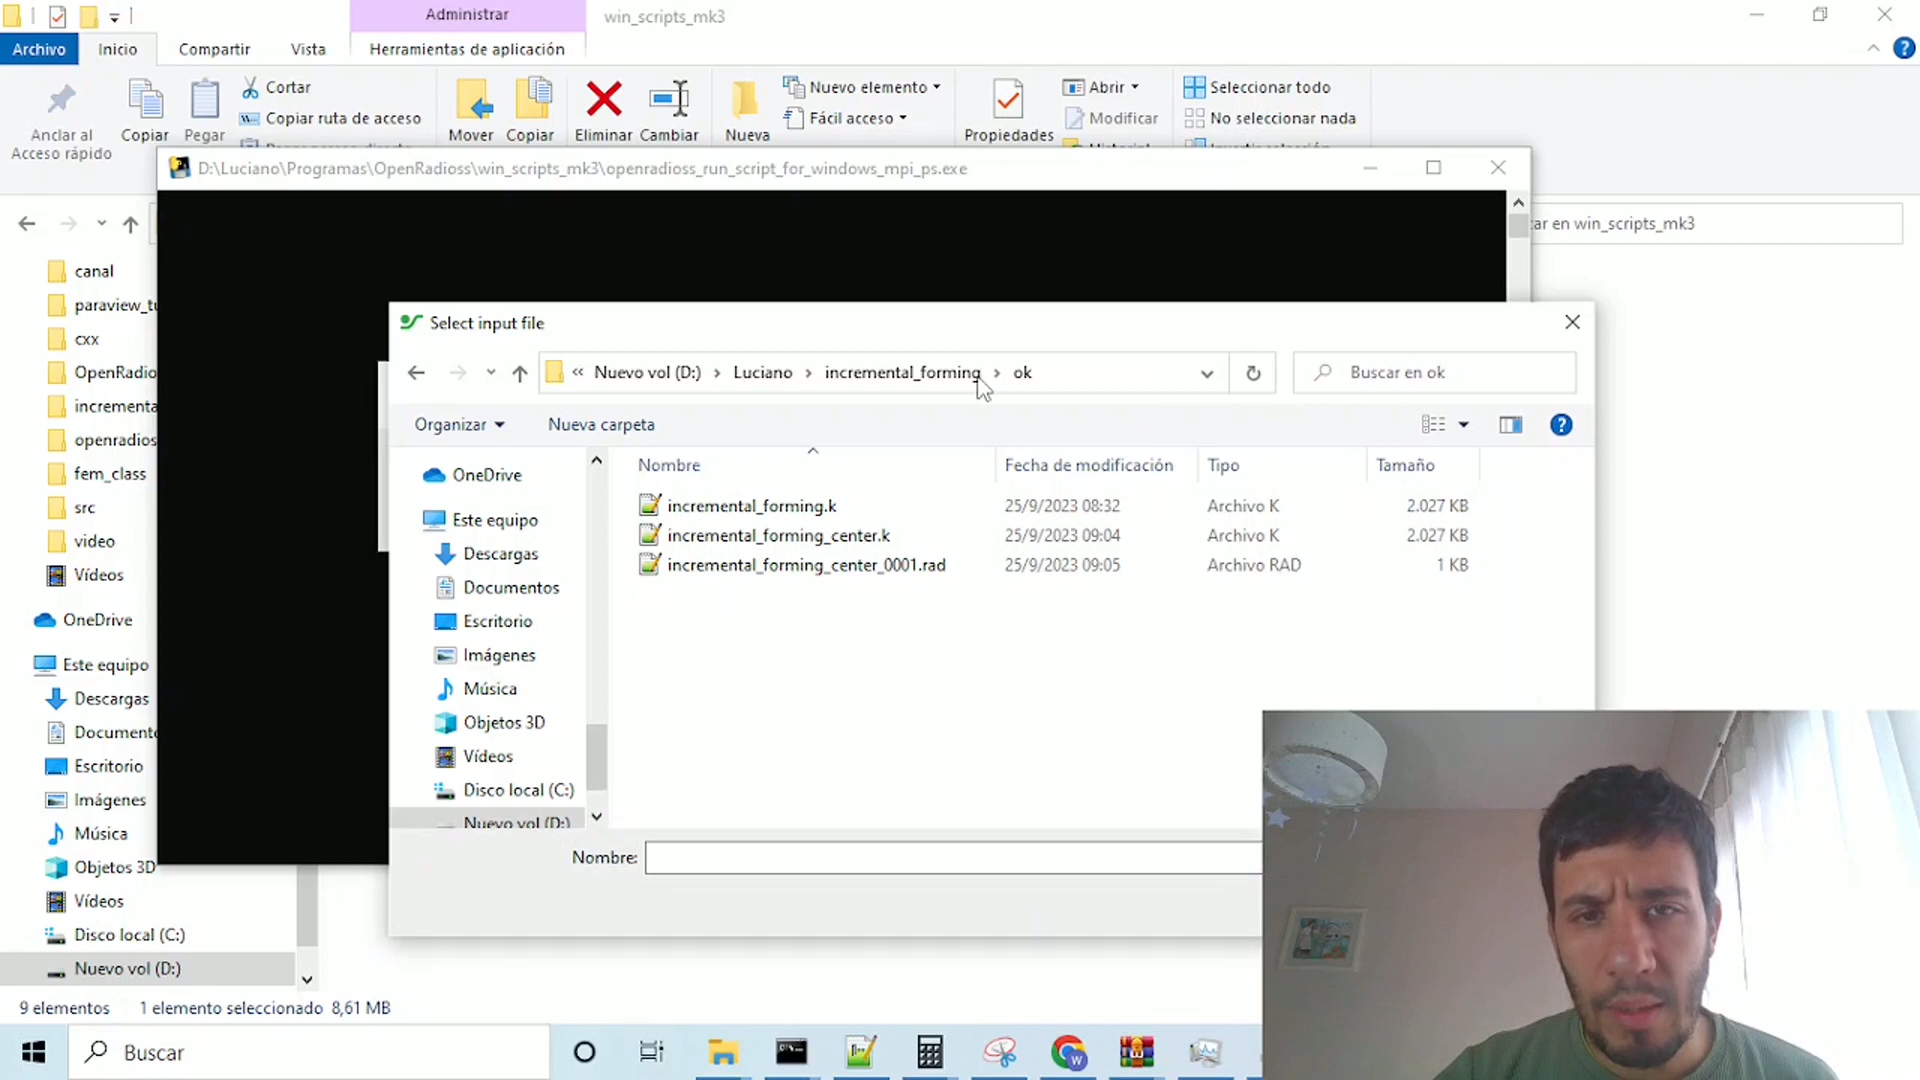 Administrar
win_scripts_mk3
Archivo
Inicio
Compartir
Vista
Herramientas de aplicación
Anclar al
Acceso rápido
Copiar
Pegar
Cortar
Copiar ruta de acceso
Mover
Copiar
Eliminar
Cambiar
Nueva
Nuevo elemento
Fácil acceso
Propiedades
Abrir
Modificar
Seleccionar todo
No seleccionar nada
D:\Luciano\Programas\OpenRadioss\win_scripts_mk3\openradioss_run_script_for_windows_mpi_ps.exe
car en win_scripts_mk3
canal
paraview_tu
cxx
OpenRadio
incrementa
openradios
fem_class
src
video
Vídeos
OneDrive
Este equipo
Descargas
Documento
Escritorio
Imágenes
Música
Objetos 3D
Vídeos
Disco local (C:)
Nuevo vol (D:)
Select input file
« Nuevo vol (D:) › Luciano › incremental_forming › ok
Buscar en ok
Organizar
Nueva carpeta
OneDrive
Este equipo
Descargas
Documentos
Escritorio
Imágenes
Música
Objetos 3D
Vídeos
Disco local (C:)
Nuevo vol (D:)
Nombre Fecha de modificación Tipo Tamaño
incremental_forming.k 25/9/2023 08:32 Archivo K 2.027 KB
incremental_forming_center.k 25/9/2023 09:04 Archivo K 2.027 KB
incremental_forming_center_0001.rad 25/9/2023 09:05 Archivo RAD 1 KB
Nombre:
9 elementos 1 elemento seleccionado 8,61 MB
Buscar